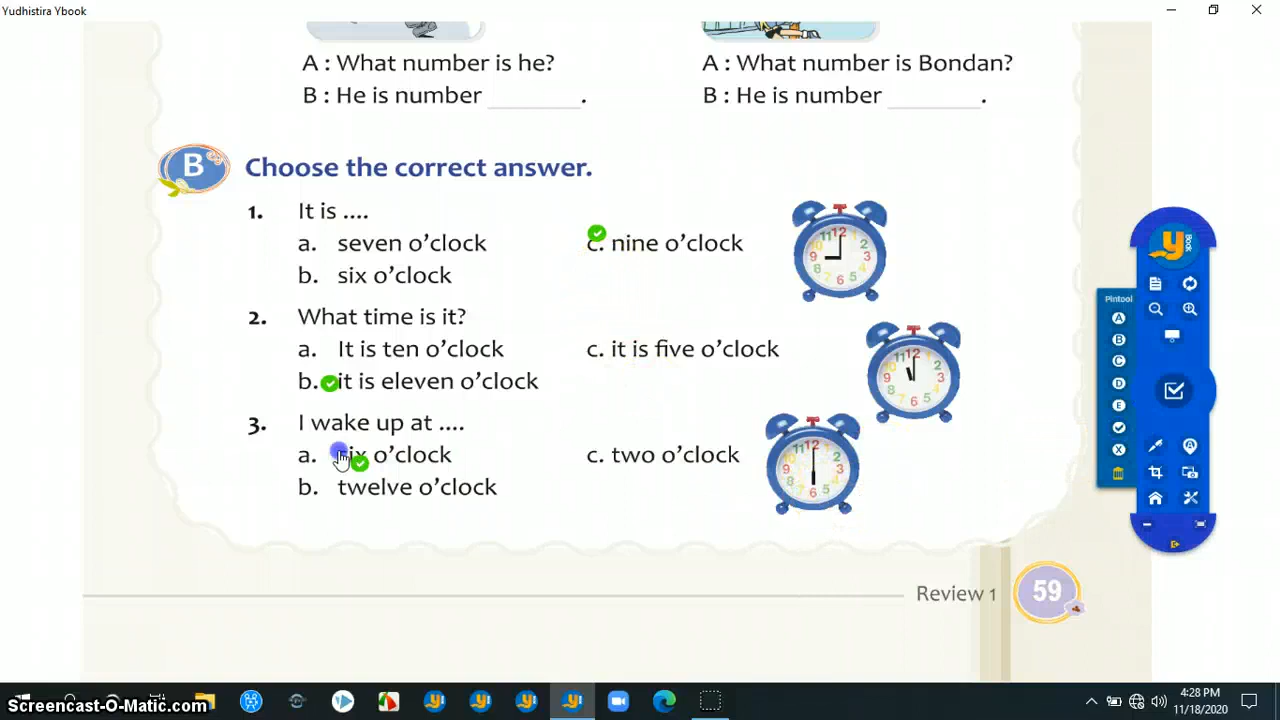 Yudhistira Ybook
A : What number is he?
B : He is number ________ .
A : What number is Bondan?
B : He is number ________ .
B Choose the correct answer.
1. It is ....
a. seven o’clock
b. six o’clock
c. nine o’clock
2. What time is it?
a. It is ten o’clock
b. it is eleven o’clock
c. it is five o’clock
3. I wake up at ....
a. six o’clock
b. twelve o’clock
c. two o’clock
Review 1
59
Y Book
Pintool
A
B
C
D
E
X
4:28 PM
11/18/2020
Screencast-O-Matic.com